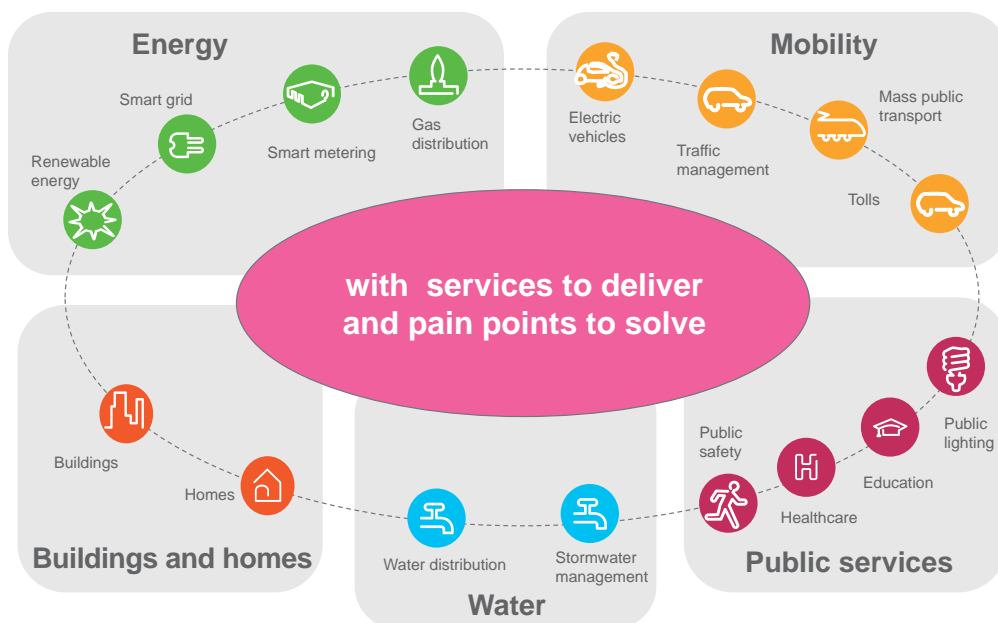 Energy
Smart grid
Renewable
energy
Smart metering
Gas
distribution
Mobility
Electric
vehicles
Traffic
management
Mass public
transport
Tolls
with  services to deliver
and pain points to solve
Buildings
Homes
Buildings and homes
Water distribution
Stormwater
management
Water
Public
safety
Healthcare
Education
Public
lighting
Public services